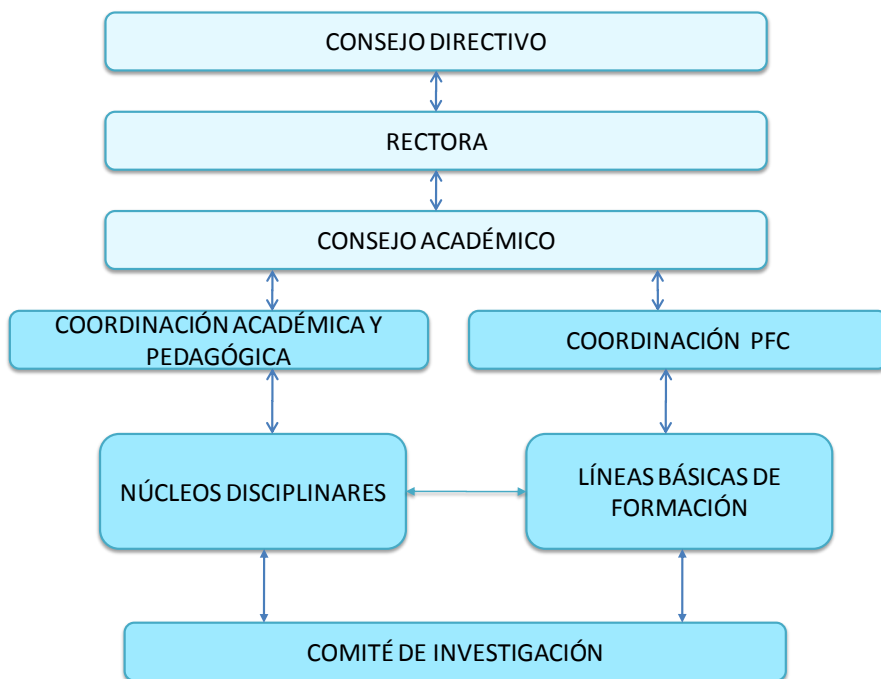 CONSEJO DIRECTIVO
RECTORA
CONSEJO ACADÉMICO
COORDINACIÓN ACADÉMICA Y
PEDAGÓGICA
COORDINACIÓN PFC
NÚCLEOS DISCIPLINARES
LÍNEAS BÁSICAS DE
FORMACIÓN
COMITÉ DE INVESTIGACIÓN